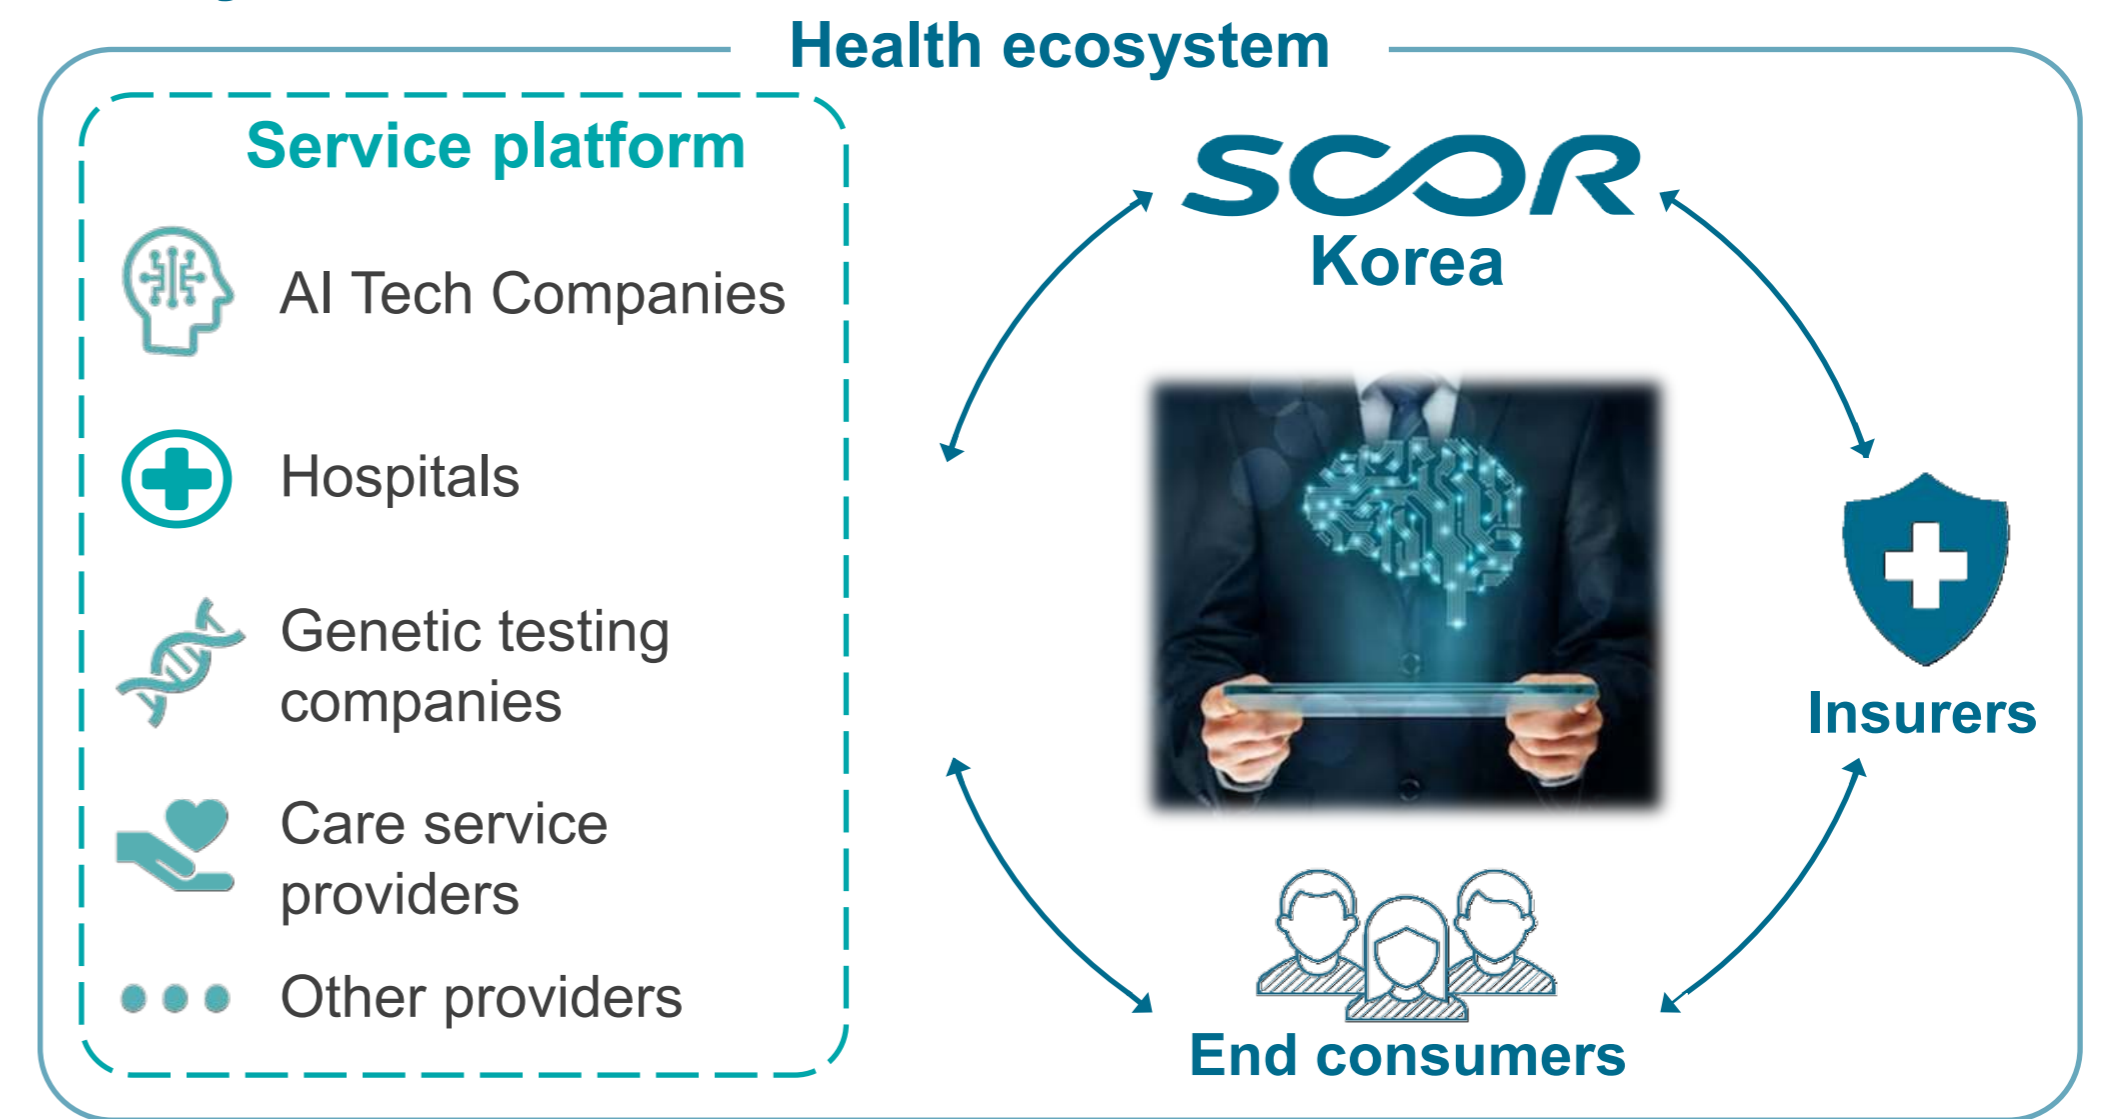 Health ecosystem
Service platform
AI Tech Companies
Hospitals
Genetic testing
companies
Care service
providers
Other providers
SCOR
Korea
Insurers
End consumers